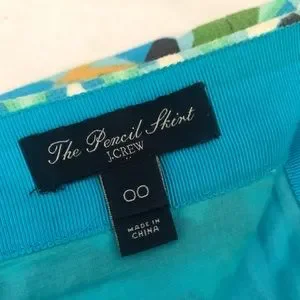 The Pencil Skirt
J.CREW
00
MADE IN
CHINA